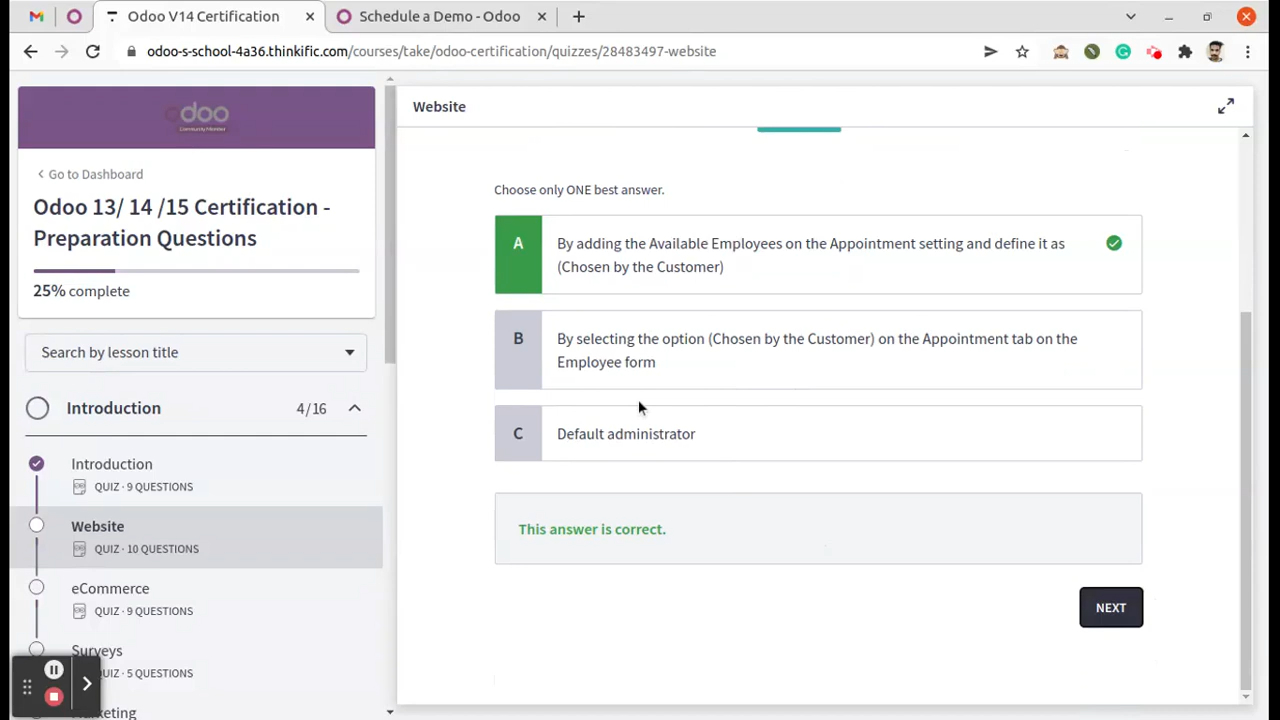 Odoo V14 Certification
Schedule a Demo - Odoo
odoo-s-school-4a36.thinkific.com/courses/take/odoo-certification/quizzes/28483497-website
odoo
Community Member
Go to Dashboard
Odoo 13/ 14 /15 Certification -
Preparation Questions
25% complete
Search by lesson title
Introduction 4/16
Introduction
QUIZ · 9 QUESTIONS
Website
QUIZ · 10 QUESTIONS
eCommerce
QUIZ · 9 QUESTIONS
Surveys
QUIZ · 5 QUESTIONS
Marketing
Website
Choose only ONE best answer.
A
By adding the Available Employees on the Appointment setting and define it as
(Chosen by the Customer)
B
By selecting the option (Chosen by the Customer) on the Appointment tab on the
Employee form
C
Default administrator
This answer is correct.
NEXT